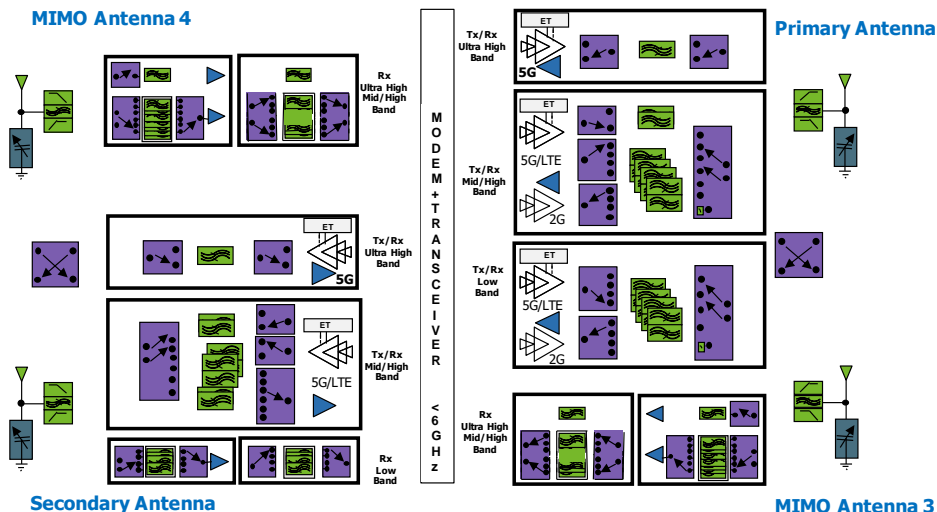 MIMO Antenna 4
Rx
Ultra High
Mid/High
Band
ET
5G
Tx/Rx
Ultra High
Band
ET
5G/LTE
Tx/Rx
Mid/High
Band
Rx
Low
Band
Secondary Antenna
MODEM+TRANSCEIVER <6GHz
Primary Antenna
Tx/Rx
Ultra High
Band
ET
5G
Tx/Rx
Mid/High
Band
ET
5G/LTE
2G
Tx/Rx
Low
Band
ET
5G/LTE
2G
Rx
Ultra High
Mid/High
Band
MIMO Antenna 3